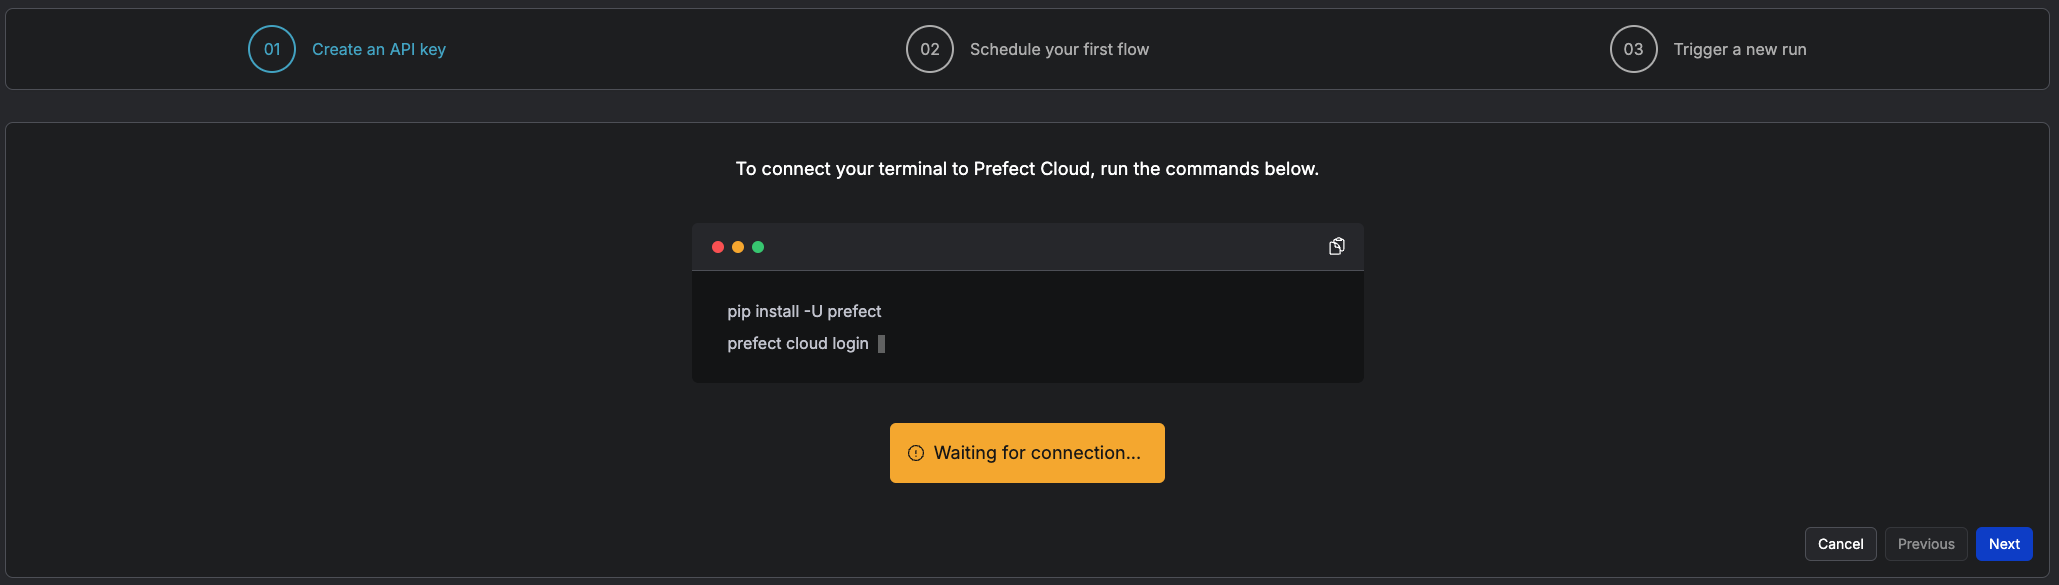 01 Create an API key
02 Schedule your first flow
03 Trigger a new run
To connect your terminal to Prefect Cloud, run the commands below.
pip install -U prefect
prefect cloud login
Waiting for connection...
Cancel Previous Next